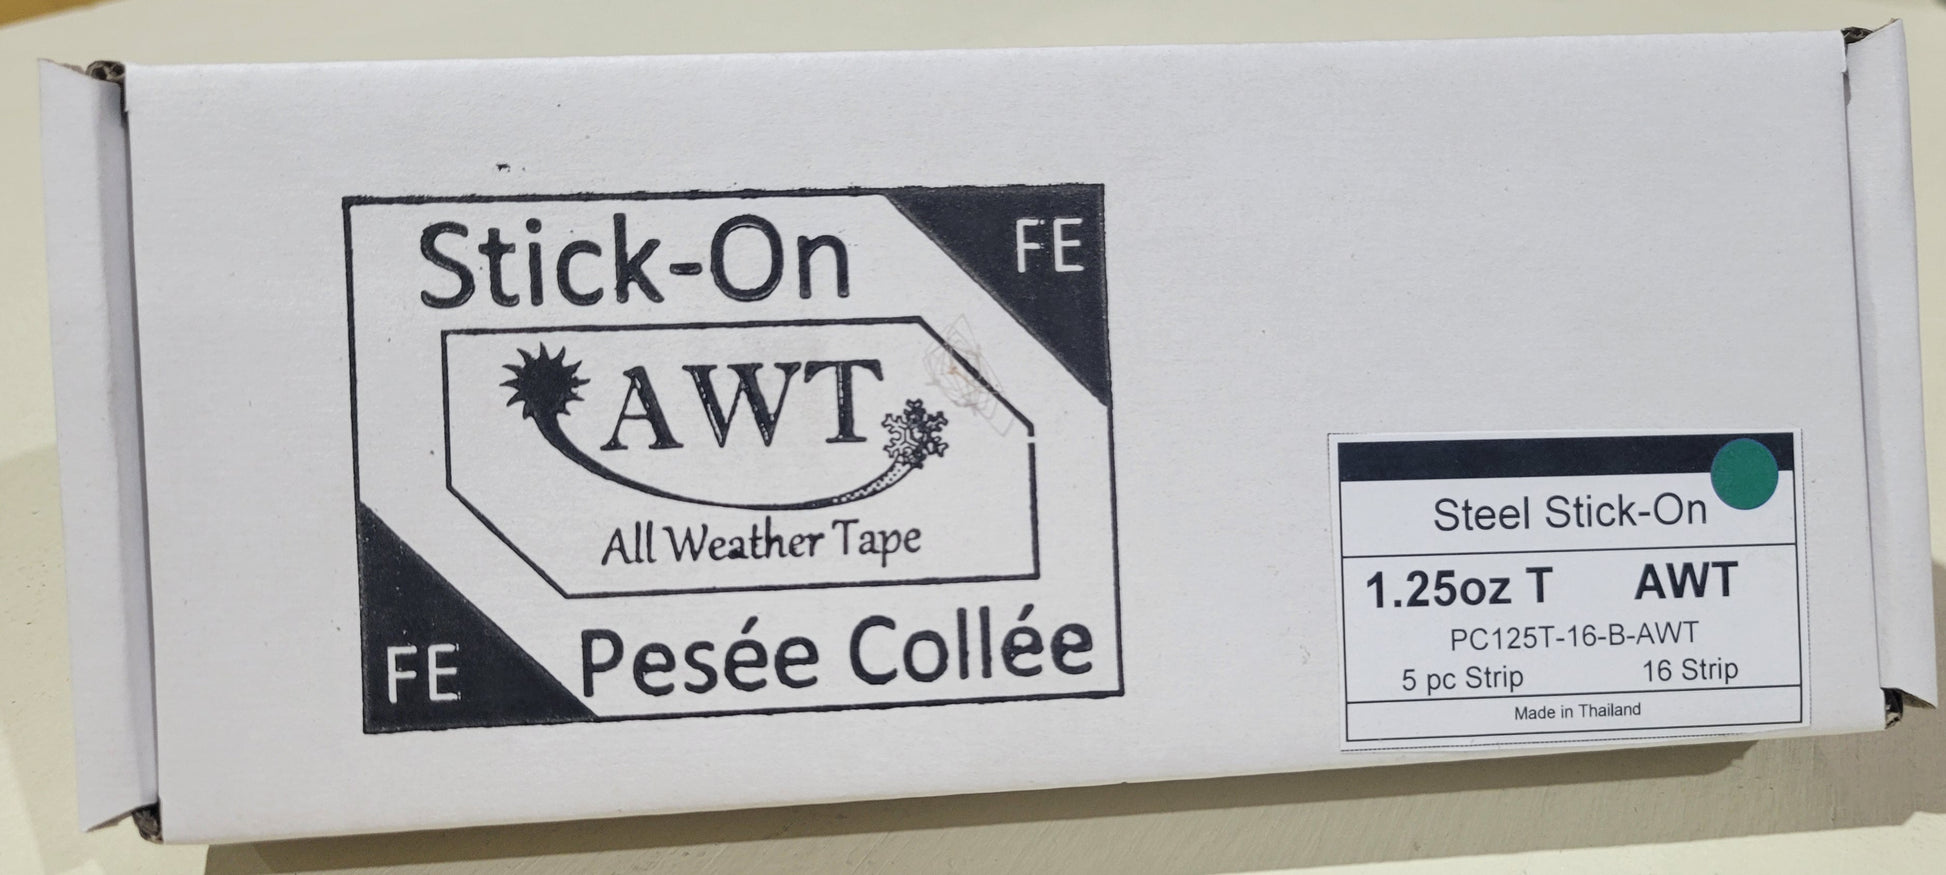 Stick-On
FE
AWT
All Weather Tape
FE
Pesée Collée
Steel Stick-On
1.25oz T AWT
PC125T-16-B-AWT
5 pc Strip 16 Strip
Made in Thailand